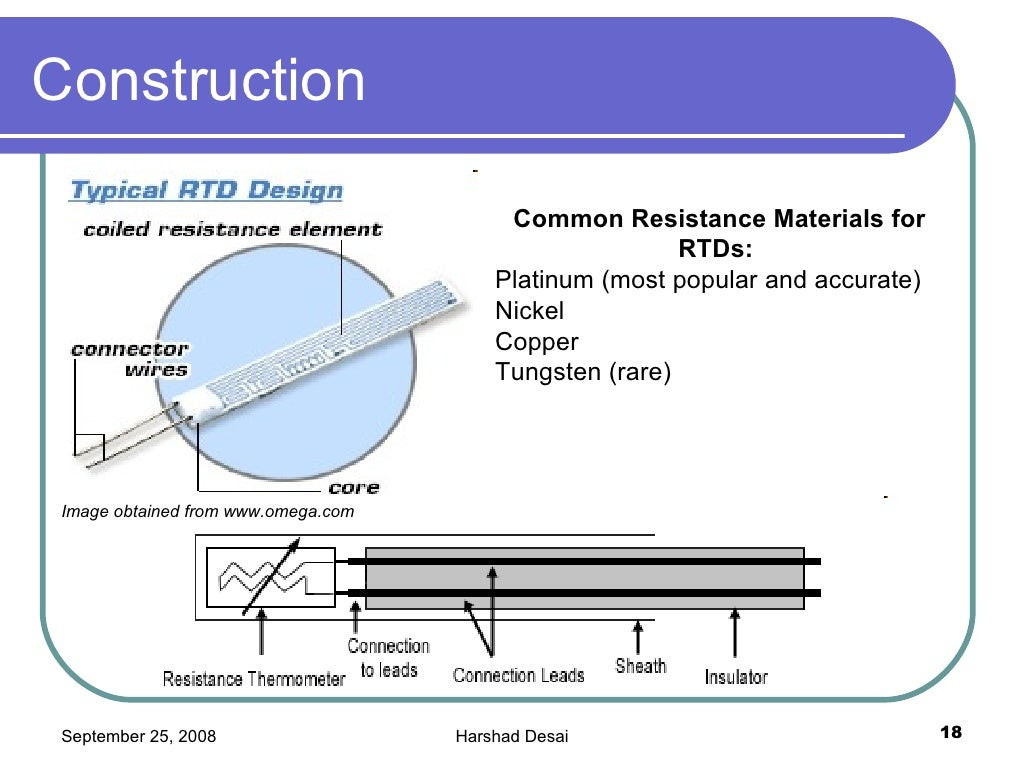 Construction
Typical RTD Design
coiled resistance element
connector
wires
core
Image obtained from www.omega.com
-
Common Resistance Materials for
RTDs:
Platinum (most popular and accurate)
Nickel
Copper
Tungsten (rare)
-
Resistance Thermometer
Connection
to leads
Connection Leads
Sheath
Insulator
September 25, 2008
Harshad Desai
18